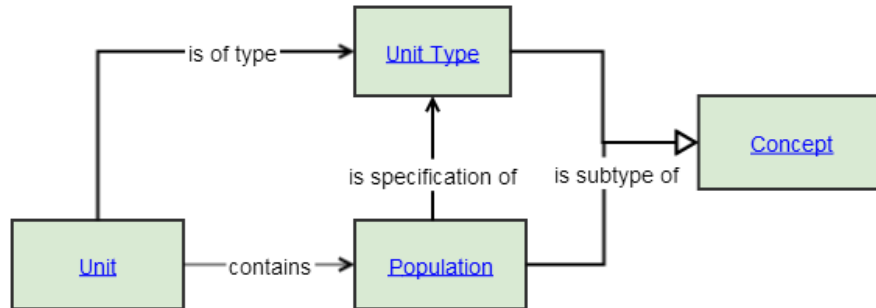 is of type
Unit Type
Concept
is specification of
is subtype of
Unit
contains
Population